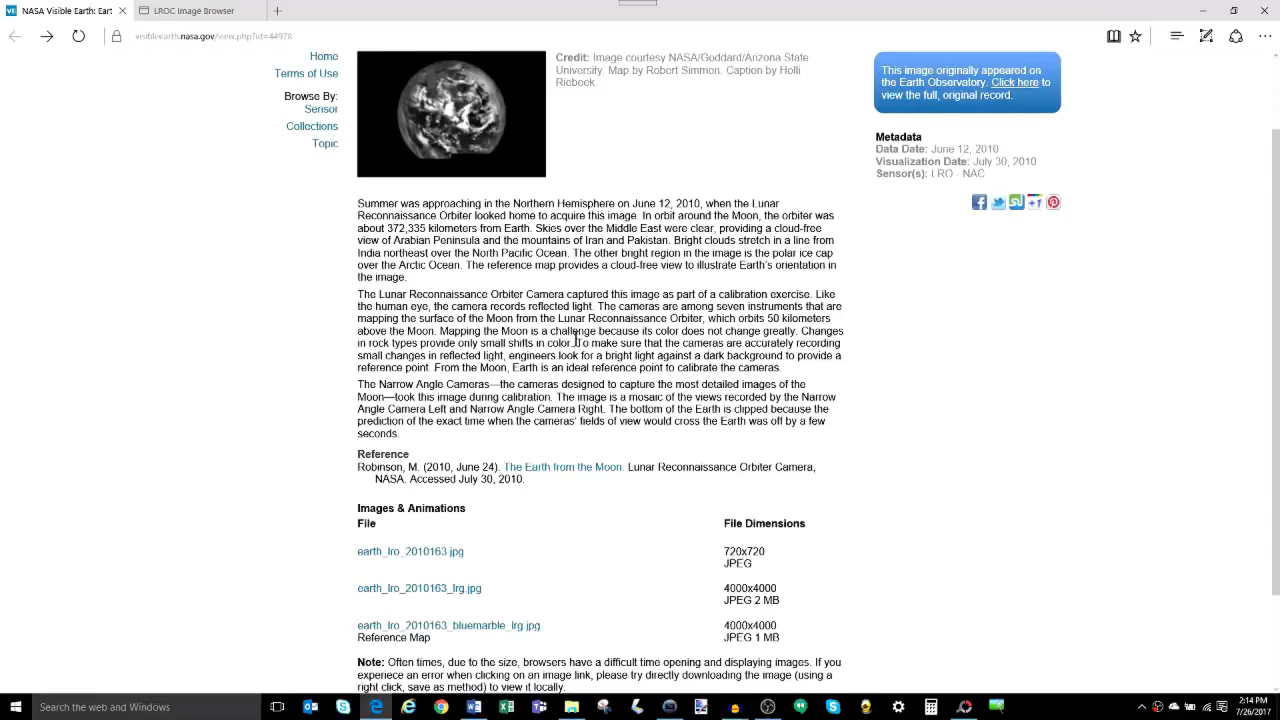 NASA Visible Earth: Eart
LROC Image Browser
visibleearth.nasa.gov/view.php?id=44978
Home
Terms of Use
Browse By:
Sensor
Collections
Topic
Credit: Image courtesy NASA/Goddard/Arizona State
University. Map by Robert Simmon. Caption by Holli
Riebeek.
This image originally appeared on
the Earth Observatory. Click here to
view the full, original record.
Metadata
Data Date: June 12, 2010
Visualization Date: July 30, 2010
Sensor(s): LRO - NAC
Summer was approaching in the Northern Hemisphere on June 12, 2010, when the Lunar
Reconnaissance Orbiter looked home to acquire this image. In orbit around the Moon, the orbiter was
about 372,335 kilometers from Earth. Skies over the Middle East were clear, providing a cloud-free
view of Arabian Peninsula and the mountains of Iran and Pakistan. Bright clouds stretch in a line from
India northeast over the North Pacific Ocean. The other bright region in the image is the polar ice cap
over the Arctic Ocean. The reference map provides a cloud-free view to illustrate Earth's orientation in
the image.
The Lunar Reconnaissance Orbiter Camera captured this image as part of a calibration exercise. Like
the human eye, the camera records reflected light. The cameras are among seven instruments that are
mapping the surface of the Moon from the Lunar Reconnaissance Orbiter, which orbits 50 kilometers
above the Moon. Mapping the Moon is a challenge because its color does not change greatly. Changes
in rock types provide only small shifts in color. To make sure that the cameras are accurately recording
small changes in reflected light, engineers look for a bright light against a dark background to provide a
reference point. From the Moon, Earth is an ideal reference point to calibrate the cameras.
The Narrow Angle Cameras—the cameras designed to capture the most detailed images of the
Moon—took this image during calibration. The image is a mosaic of the views recorded by the Narrow
Angle Camera Left and Narrow Angle Camera Right. The bottom of the Earth is clipped because the
prediction of the exact time when the cameras' fields of view would cross the Earth was off by a few
seconds.
Reference
Robinson, M. (2010, June 24). The Earth from the Moon. Lunar Reconnaissance Orbiter Camera,
NASA. Accessed July 30, 2010.
Images & Animations
File File Dimensions
earth_lro_2010163.jpg 720x720
JPEG
earth_lro_2010163_lrg.jpg 4000x4000
JPEG 2 MB
earth_lro_2010163_bluemarble_lrg.jpg 4000x4000
Reference Map JPEG 1 MB
Note: Often times, due to the size, browsers have a difficult time opening and displaying images. If you
experiece an error when clicking on an image link, please try directly downloading the image (using a
right click, save as method) to view it locally.
Search the web and Windows
2:14 PM
7/26/2017